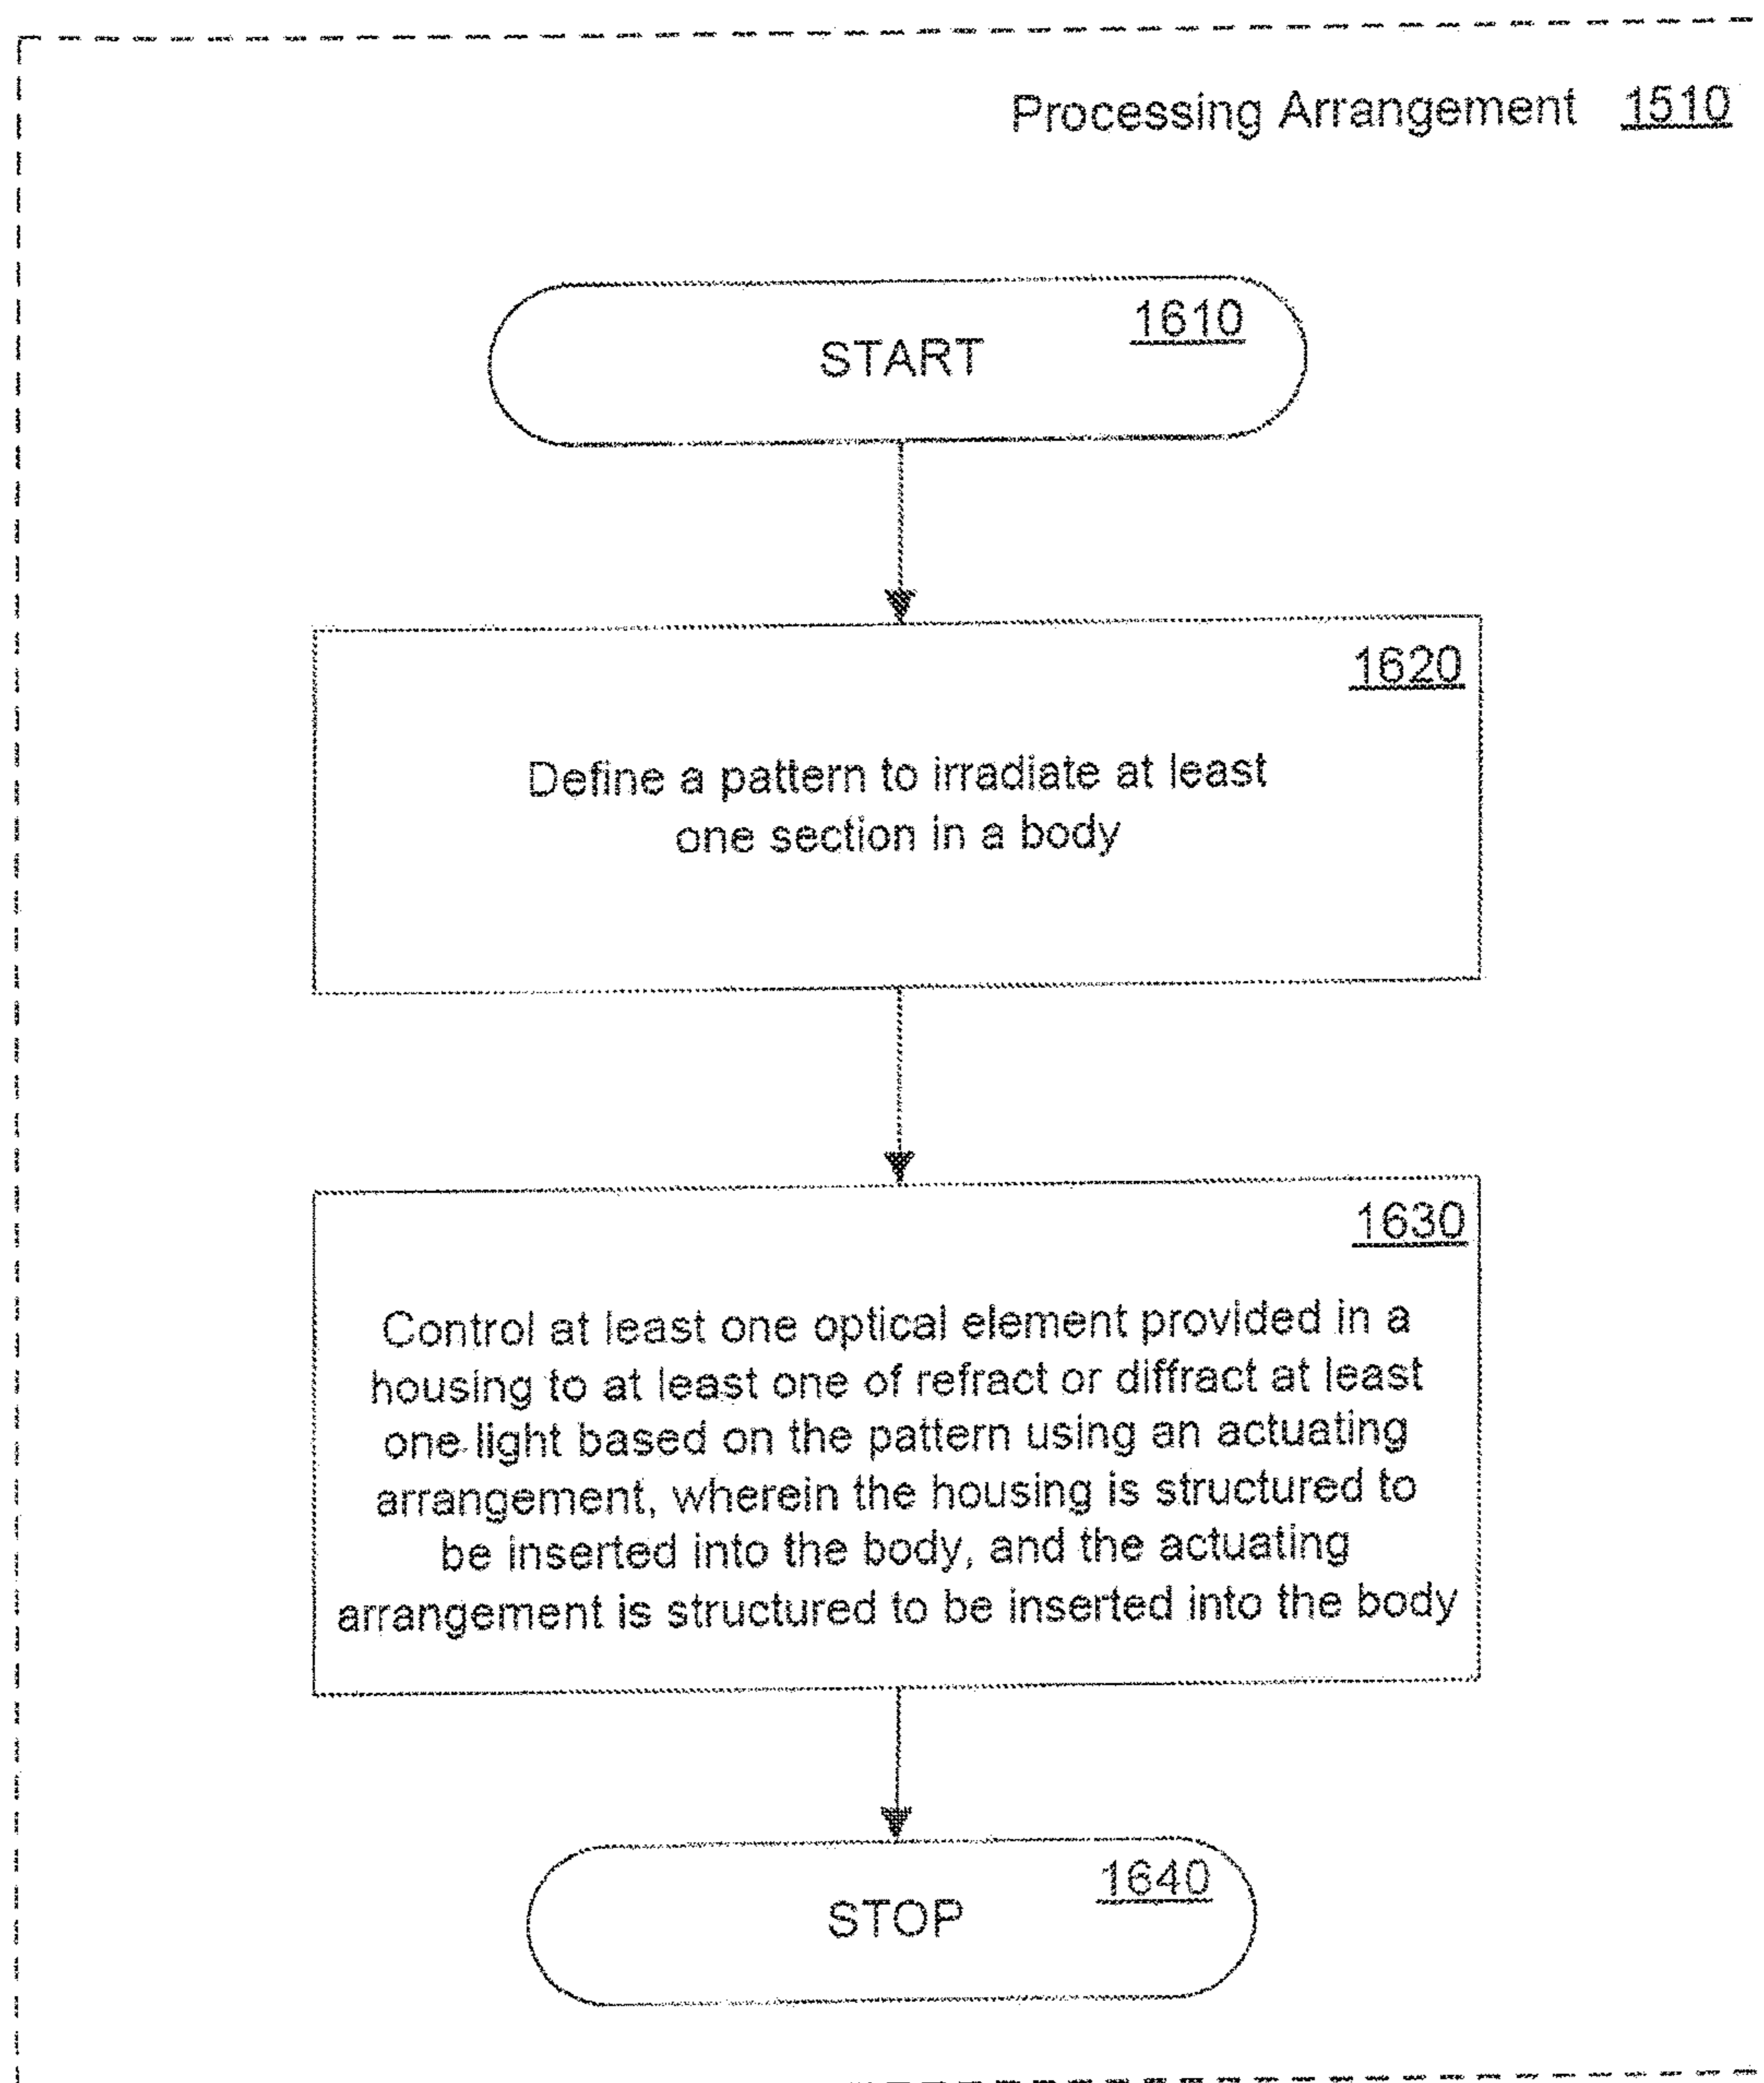 Processing Arrangement 1510
1610
START
1620
Define a pattern to irradiate at least
one section in a body
1630
Control at least one optical element provided in a
housing to at least one of refract or diffract at least
one light based on the pattern using an actuating
arrangement, wherein the housing is structured to
be inserted into the body, and the actuating
arrangement is structured to be inserted into the body
1640
STOP